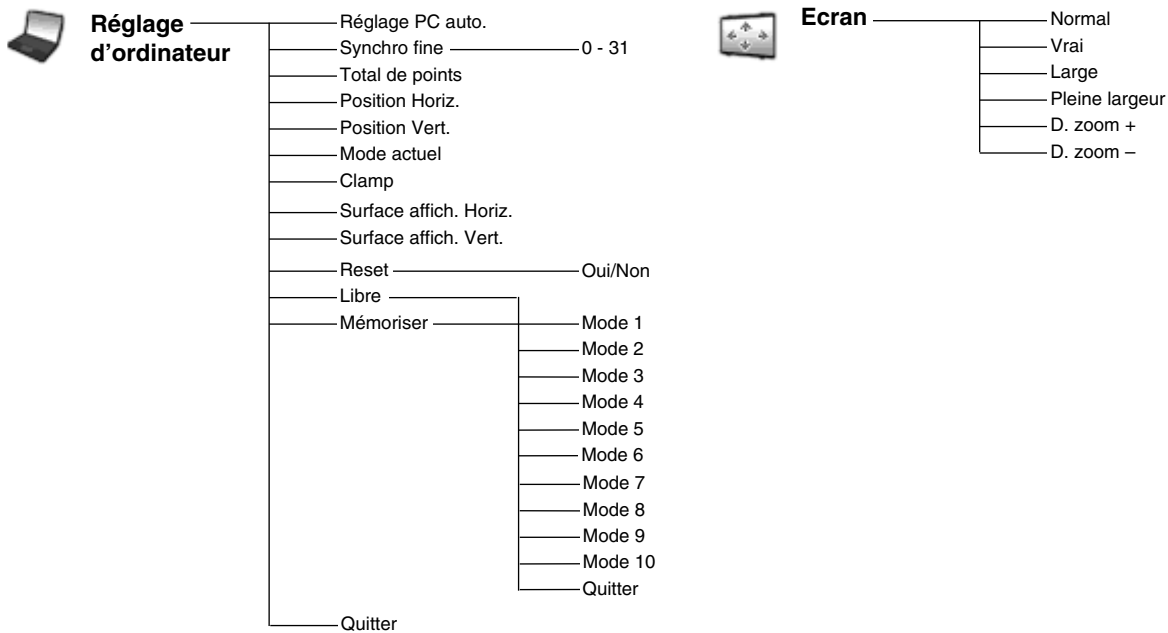 Réglage
d'ordinateur
Réglage PC auto.
Synchro fine
0 - 31
Total de points
Position Horiz.
Position Vert.
Mode actuel
Clamp
Surface affich. Horiz.
Surface affich. Vert.
Reset
Oui/Non
Libre
Mémoriser
Mode 1
Mode 2
Mode 3
Mode 4
Mode 5
Mode 6
Mode 7
Mode 8
Mode 9
Mode 10
Quitter
Quitter
Ecran
Normal
Vrai
Large
Pleine largeur
D. zoom +
D. zoom –